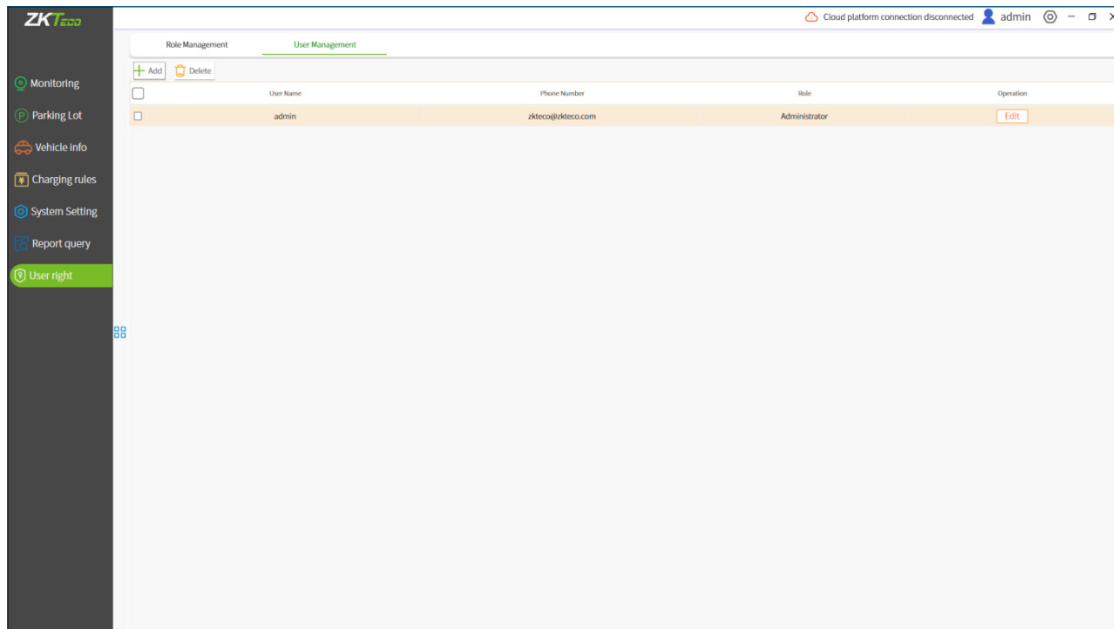 ZKTeco
Cloud platform connection disconnected admin
Role Management User Management
Add Delete
User Name Phone Number Role Operation
admin zkteco@zkteco.com Administrator Edit
Monitoring
Parking Lot
Vehicle info
Charging rules
System Setting
Report query
User right